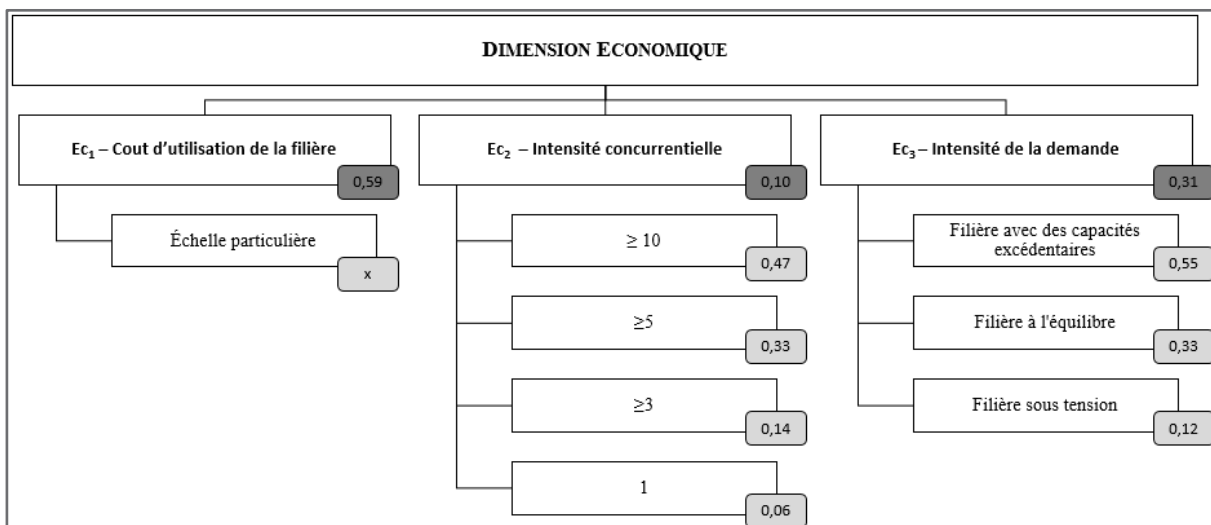 DIMENSION ECONOMIQUE
Ec₁ – Cout d’utilisation de la filière
0,59
Échelle particulière
x
Ec₂ – Intensité concurrentielle
0,10
≥ 10
0,47
≥5
0,33
≥3
0,14
1
0,06
Ec₃ – Intensité de la demande
0,31
Filière avec des capacités
excédentaires
0,55
Filière à l'équilibre
0,33
Filière sous tension
0,12